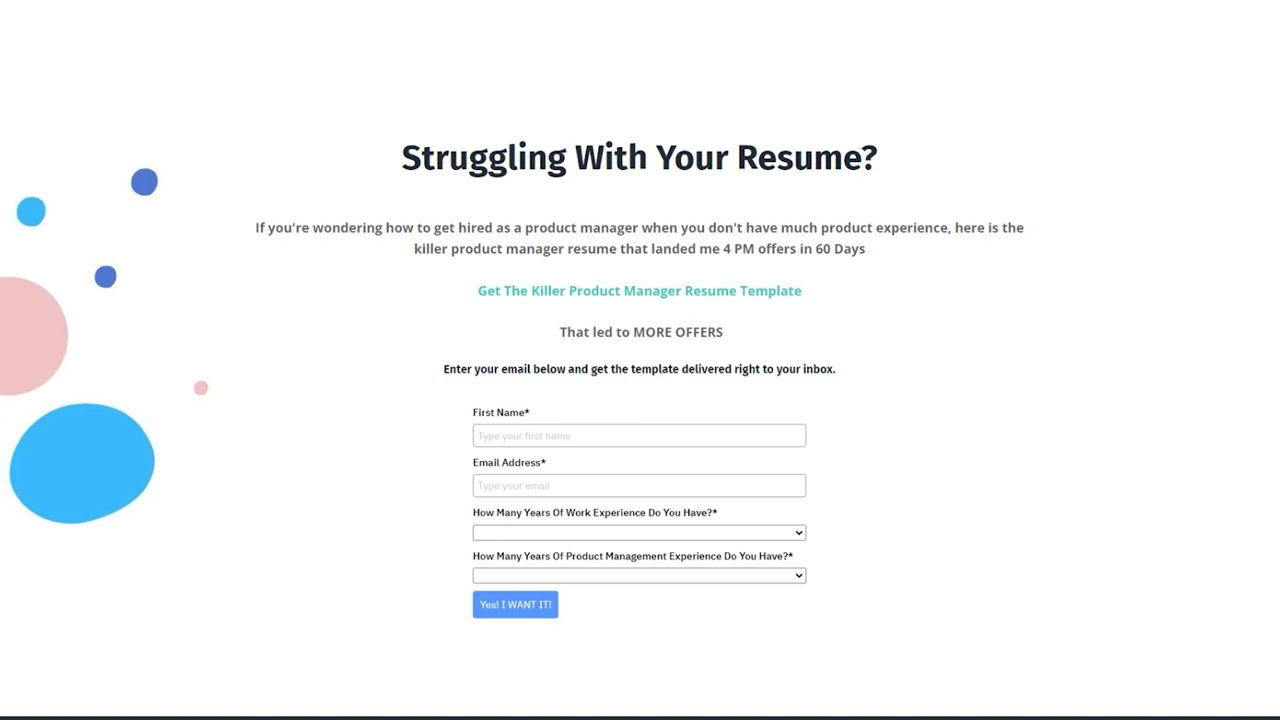 Struggling With Your Resume?
If you're wondering how to get hired as a product manager when you don't have much product experience, here is the
killer product manager resume that landed me 4 PM offers in 60 Days
Get The Killer Product Manager Resume Template
That led to MORE OFFERS
Enter your email below and get the template delivered right to your inbox.
First Name*
Type your first name
Email Address*
Type your email
How Many Years Of Work Experience Do You Have?*
How Many Years Of Product Management Experience Do You Have?*
Yes! I WANT IT!